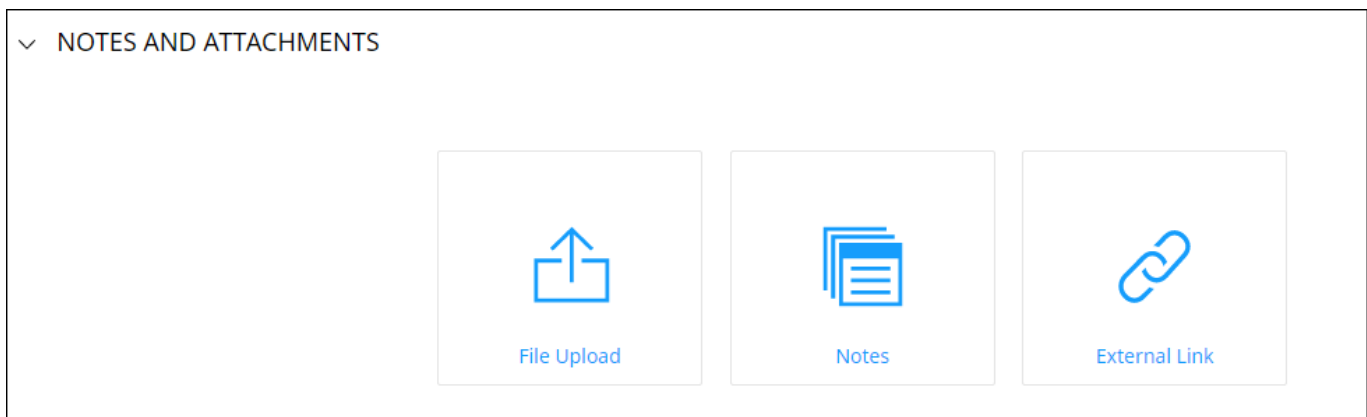 NOTES AND ATTACHMENTS
File Upload
Notes
External Link